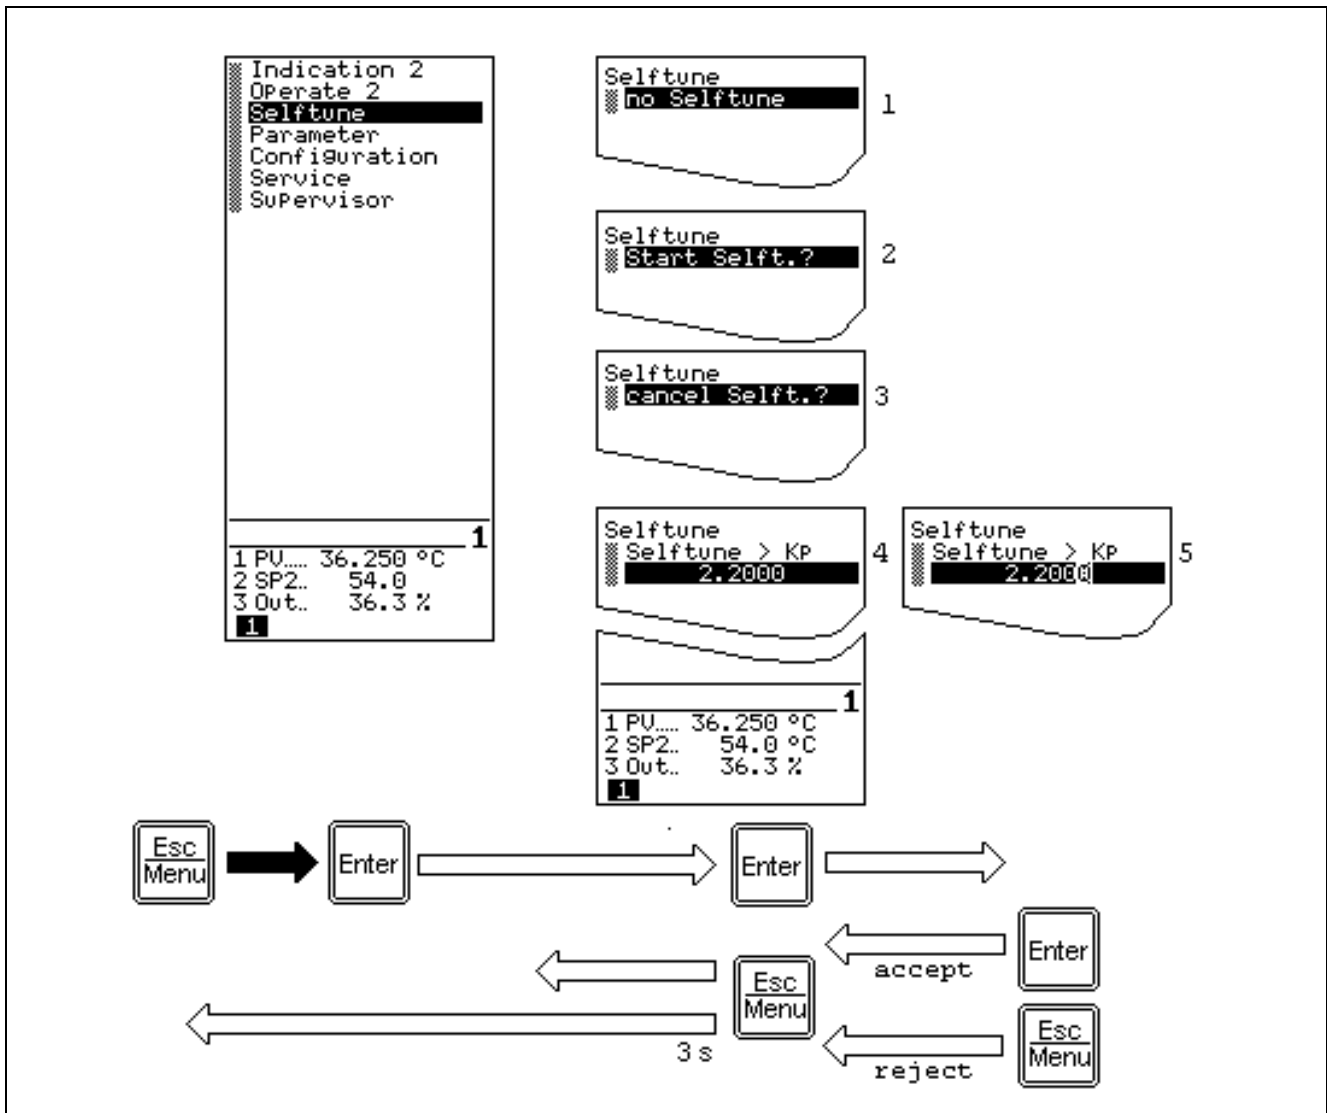 Indication 2
Operate 2
Selftune
Parameter
Configuration
Service
Supervisor
1
1 PV..... 36.250 °C
2 SP2.. 54.0
3 Out.. 36.3 %
1
Selftune
no Selftune
1
Selftune
Start Selft.?
2
Selftune
cancel Selft.?
3
Selftune
Selftune > Kp
2.2000
4
Selftune
Selftune > Kp
2.2000
5
1
1 PV..... 36.250 °C
2 SP2.. 54.0 °C
3 Out.. 36.3 %
1
Esc
Menu
Enter
Enter
Enter
accept
Esc
Menu
3 s
Esc
Menu
reject